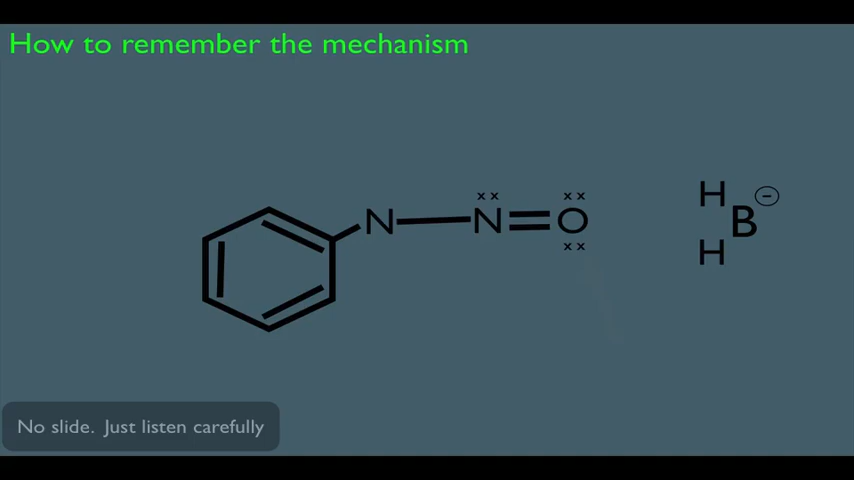 How to remember the mechanism
N N = O
H
B −
H
No slide. Just listen carefully